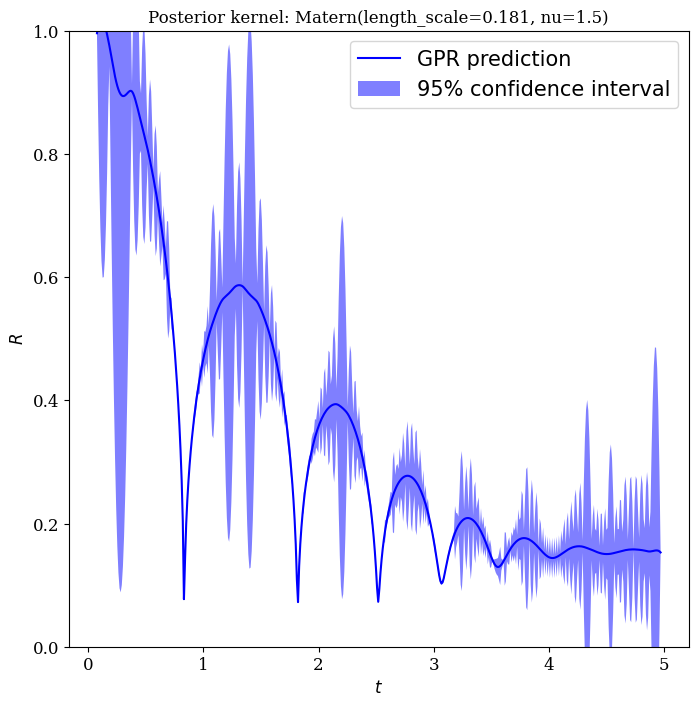 Posterior kernel: Matern(length_scale=0.181, nu=1.5)
GPR prediction
95% confidence interval
1.0
0.8
0.6
0.4
0.2
0.0
R
0 1 2 3 4 5
t